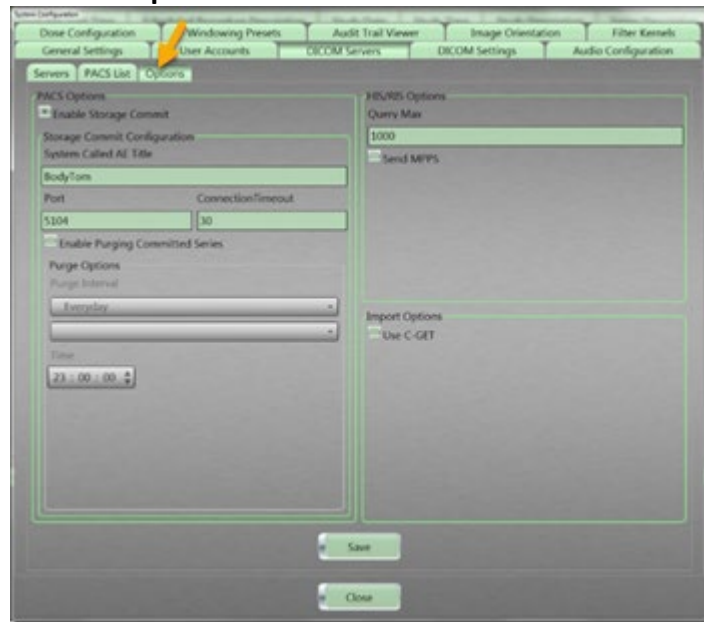 System Configuration
Dose Configuration Windowing Presets Audit Trail Viewer Image Orientation Filter Kernels
General Settings User Accounts DICOM Servers DICOM Settings Audio Configuration
Servers PACS List Options
PACS Options HIS/RIS Options
Enable Storage Commit Query Max
Storage Commit Configuration 1000
System Called AE Title Send MPPS
BodyTom
Port ConnectionTimeout
5104 30
Enable Purging Committed Series
Purge Options
Purge Interval
Everyday Import Options
Use C-GET
Time
23 : 00 : 00
Save
Close